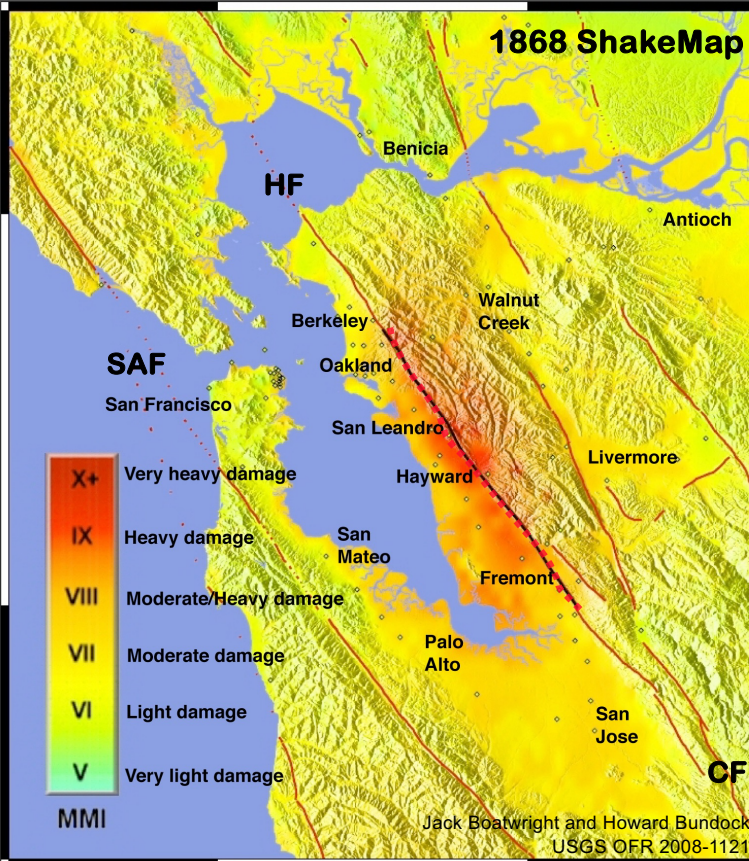 1868 ShakeMap
Benicia
HF
Antioch
Walnut
Creek
Berkeley
SAF
Oakland
San Francisco
San Leandro
Livermore
X+ Very heavy damage
Hayward
IX Heavy damage
San
Mateo
Fremont
VIII Moderate/Heavy damage
Palo
Alto
VII Moderate damage
VI Light damage
San
Jose
V Very light damage
CF
MMI
Jack Boatwright and Howard Bundock
USGS OFR 2008-1121